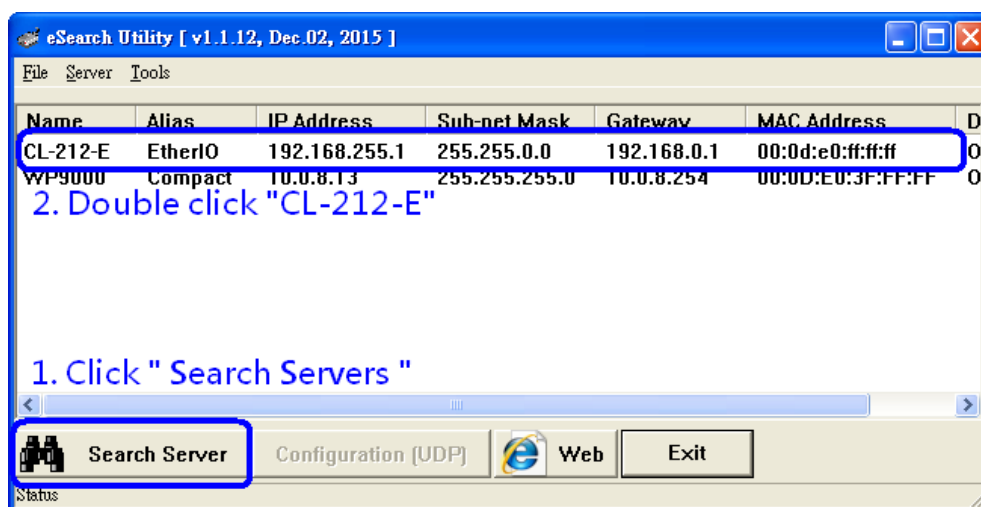 eSearch Utility [ v1.1.12, Dec.02, 2015 ]
File Server Tools
Name Alias IP Address Sub-net Mask Gateway MAC Address D
CL-212-E EtherIO 192.168.255.1 255.255.0.0 192.168.0.1 00:0d:e0:ff:ff:ff O
WP9000 Compact 10.0.8.13 255.255.255.0 10.0.8.254 00:0D:E0:3F:FF:FF O
2. Double click "CL-212-E"
1. Click " Search Servers "
Search Server Configuration (UDP) Web Exit
Status